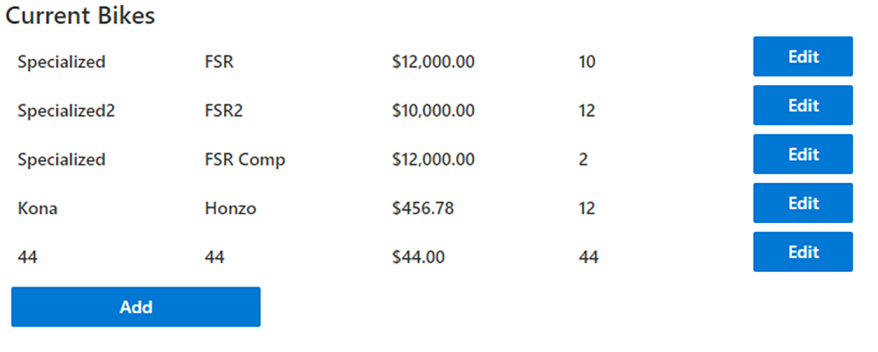 Current Bikes
Specialized FSR $12,000.00 10 Edit
Specialized2 FSR2 $10,000.00 12 Edit
Specialized FSR Comp $12,000.00 2 Edit
Kona Honzo $456.78 12 Edit
44 44 $44.00 44 Edit
Add